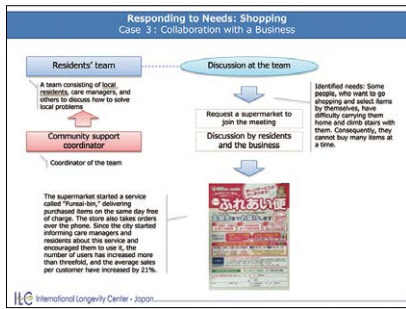 Responding to Needs: Shopping
Case 3: Collaboration with a Business
Residents' team
Discussion at the team
A team consisting of local
residents, care managers, and
others to discuss how to solve
local problems
Community support
coordinator
Coordinator of the team
Identified needs: Some
people, who want to go
shopping and select items
by themselves, have
difficulty carrying them
home and climb stairs with
them. Consequently, they
cannot buy many items at
a time.
Request a supermarket to
join the meeting
Discussion by residents
and the business
The supermarket started a service
called "Fureai-bin," delivering
purchased items on the same day free
of charge. The store also takes orders
over the phone. Since the city started
informing care managers and
residents about this service and
encouraged them to use it, the
number of users has increased more
than threefold, and the average sales
per customer have increased by 21%.
ふれあい便
ILC International Longevity Center - Japan